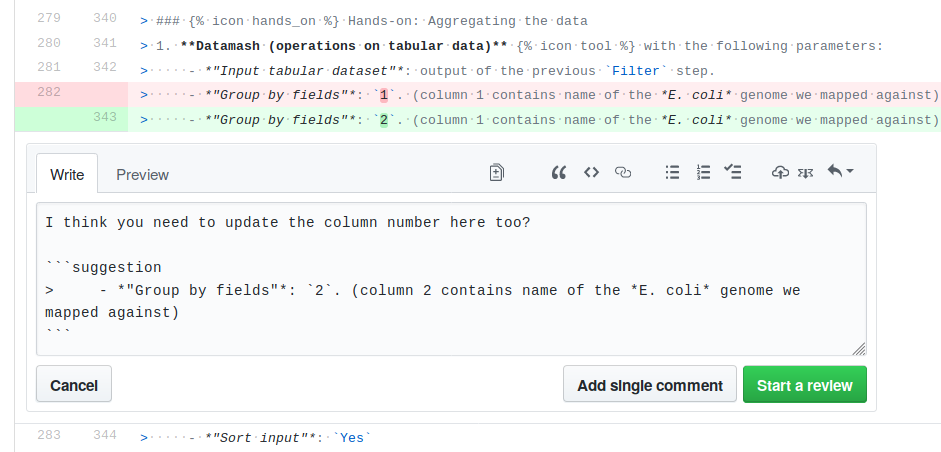 279 340 > ### {% icon hands_on %} Hands-on: Aggregating the data
280 341 > 1. **Datamash (operations on tabular data)** {% icon tool %} with the following parameters:
281 342 > - *"Input tabular dataset"*: output of the previous `Filter` step.
282 > - *"Group by fields"*: `1`. (column 1 contains name of the *E. coli* genome we mapped against)
343 > - *"Group by fields"*: `2`. (column 1 contains name of the *E. coli* genome we mapped against)
Write Preview
I think you need to update the column number here too?
```suggestion
> - *"Group by fields"*: `2`. (column 2 contains name of the *E. coli* genome we
mapped against)
```
Cancel Add single comment Start a review
283 344 > - *"Sort input"*: `Yes`